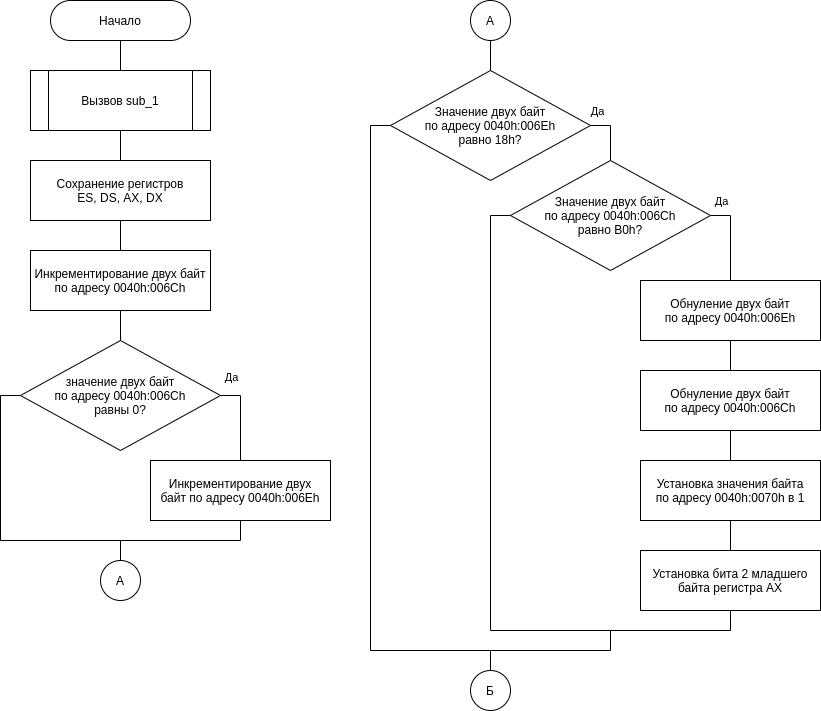 Начало
Вызвов sub_1
Сохранение регистров
ES, DS, AX, DX
Инкрементирование двух байт
по адресу 0040h:006Ch
значение двух байт
по адресу 0040h:006Ch
равны 0?
Да
Инкрементирование двух
байт по адресу 0040h:006Eh
А
А
Значение двух байт
по адресу 0040h:006Eh
равно 18h?
Да
Значение двух байт
по адресу 0040h:006Ch
равно B0h?
Да
Обнуление двух байт
по адресу 0040h:006Eh
Обнуление двух байт
по адресу 0040h:006Ch
Установка значения байта
по адресу 0040h:0070h в 1
Установка бита 2 младшего
байта регистра AX
Б